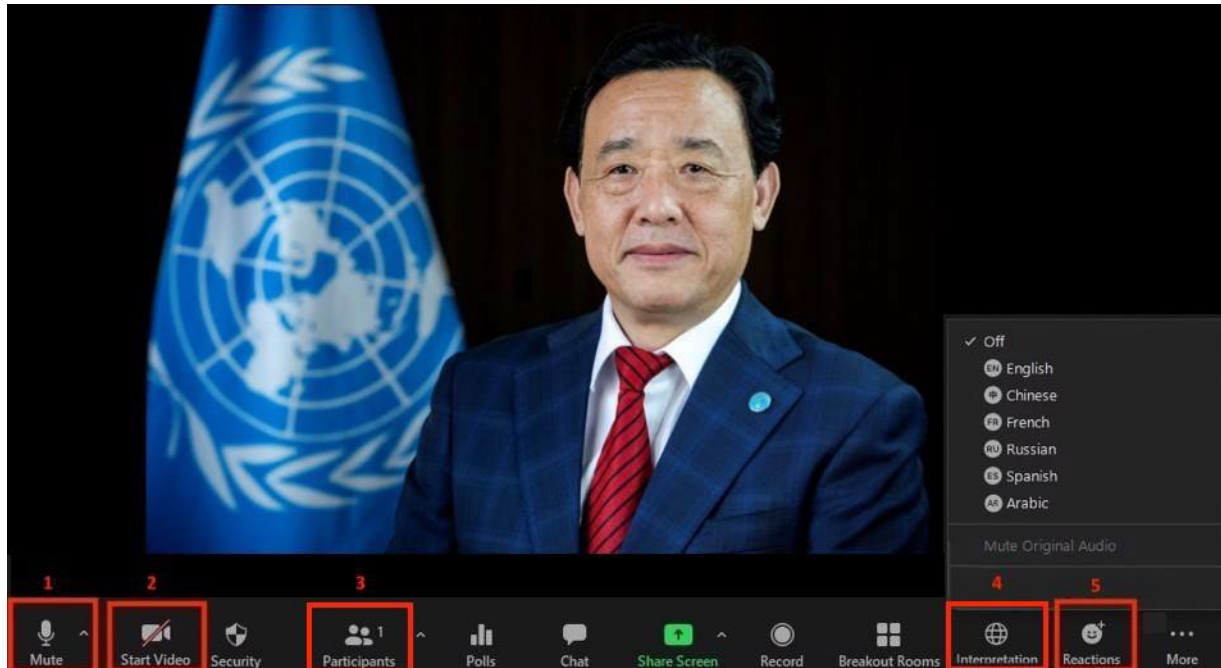 ✓ Off
EN English
中 Chinese
FR French
RU Russian
ES Spanish
AR Arabic
Mute Original Audio
1 2 3 4 5
1
Mute Start Video Security Participants Polls Chat Share Screen Record Breakout Rooms Interpretation Reactions More